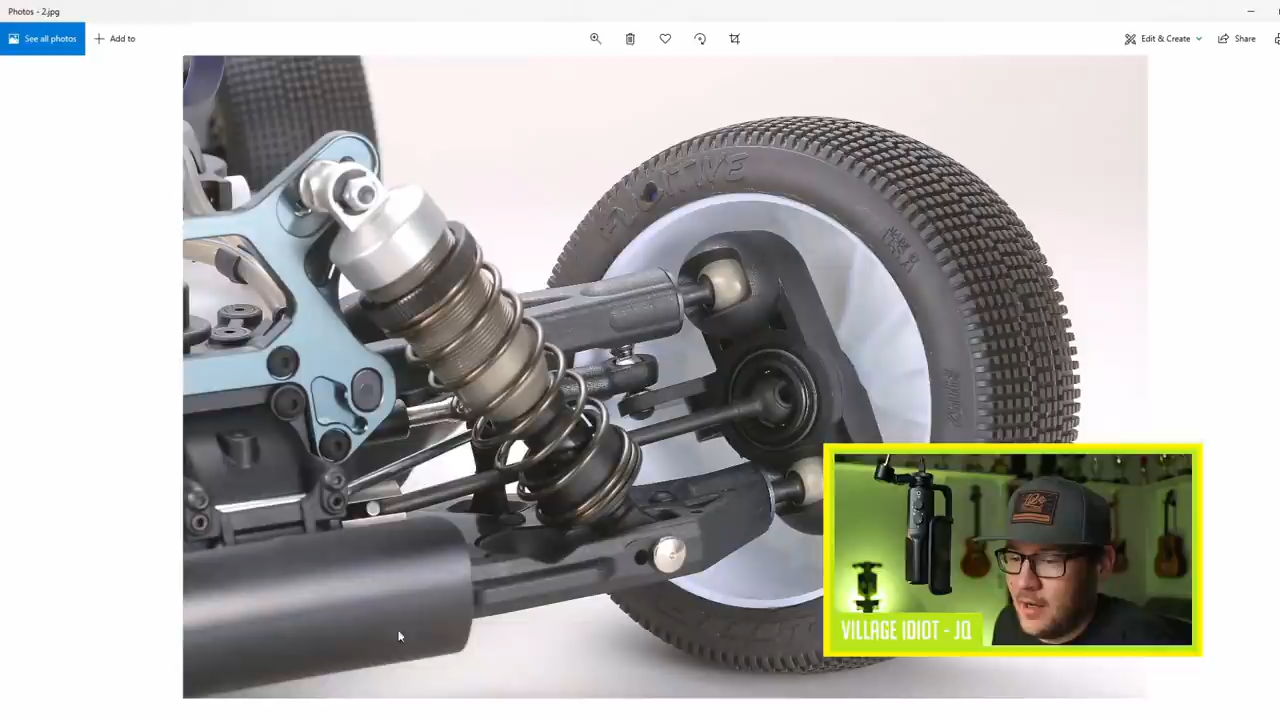 Photos - 2.jpg
See all photos
Add to
Edit & Create
Share
VILLAGE IDIOT - JQ